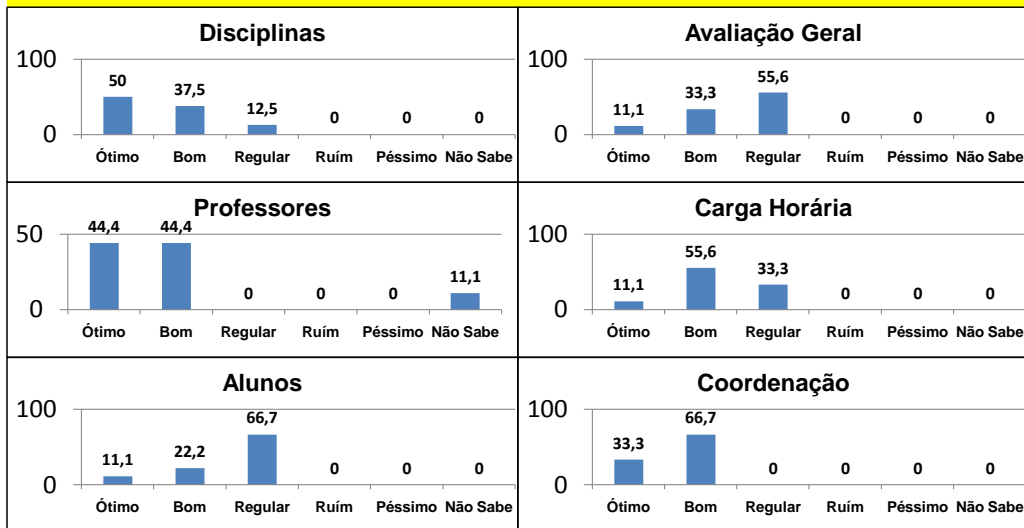 Disciplinas
100
50
37,5
12,5
0 0 0
0
Ótimo Bom Regular Ruím Péssimo Não Sabe
Avaliação Geral
100
11,1
33,3
55,6
0 0 0
0
Ótimo Bom Regular Ruím Péssimo Não Sabe
Professores
50
44,4 44,4
0 0 0
11,1
0
Ótimo Bom Regular Ruím Péssimo Não Sabe
Carga Horária
100
11,1
55,6
33,3
0 0 0
0
Ótimo Bom Regular Ruím Péssimo Não Sabe
Alunos
100
11,1
22,2
66,7
0 0 0
0
Ótimo Bom Regular Ruím Péssimo Não Sabe
Coordenação
100
33,3
66,7
0 0 0 0
0
Ótimo Bom Regular Ruím Péssimo Não Sabe